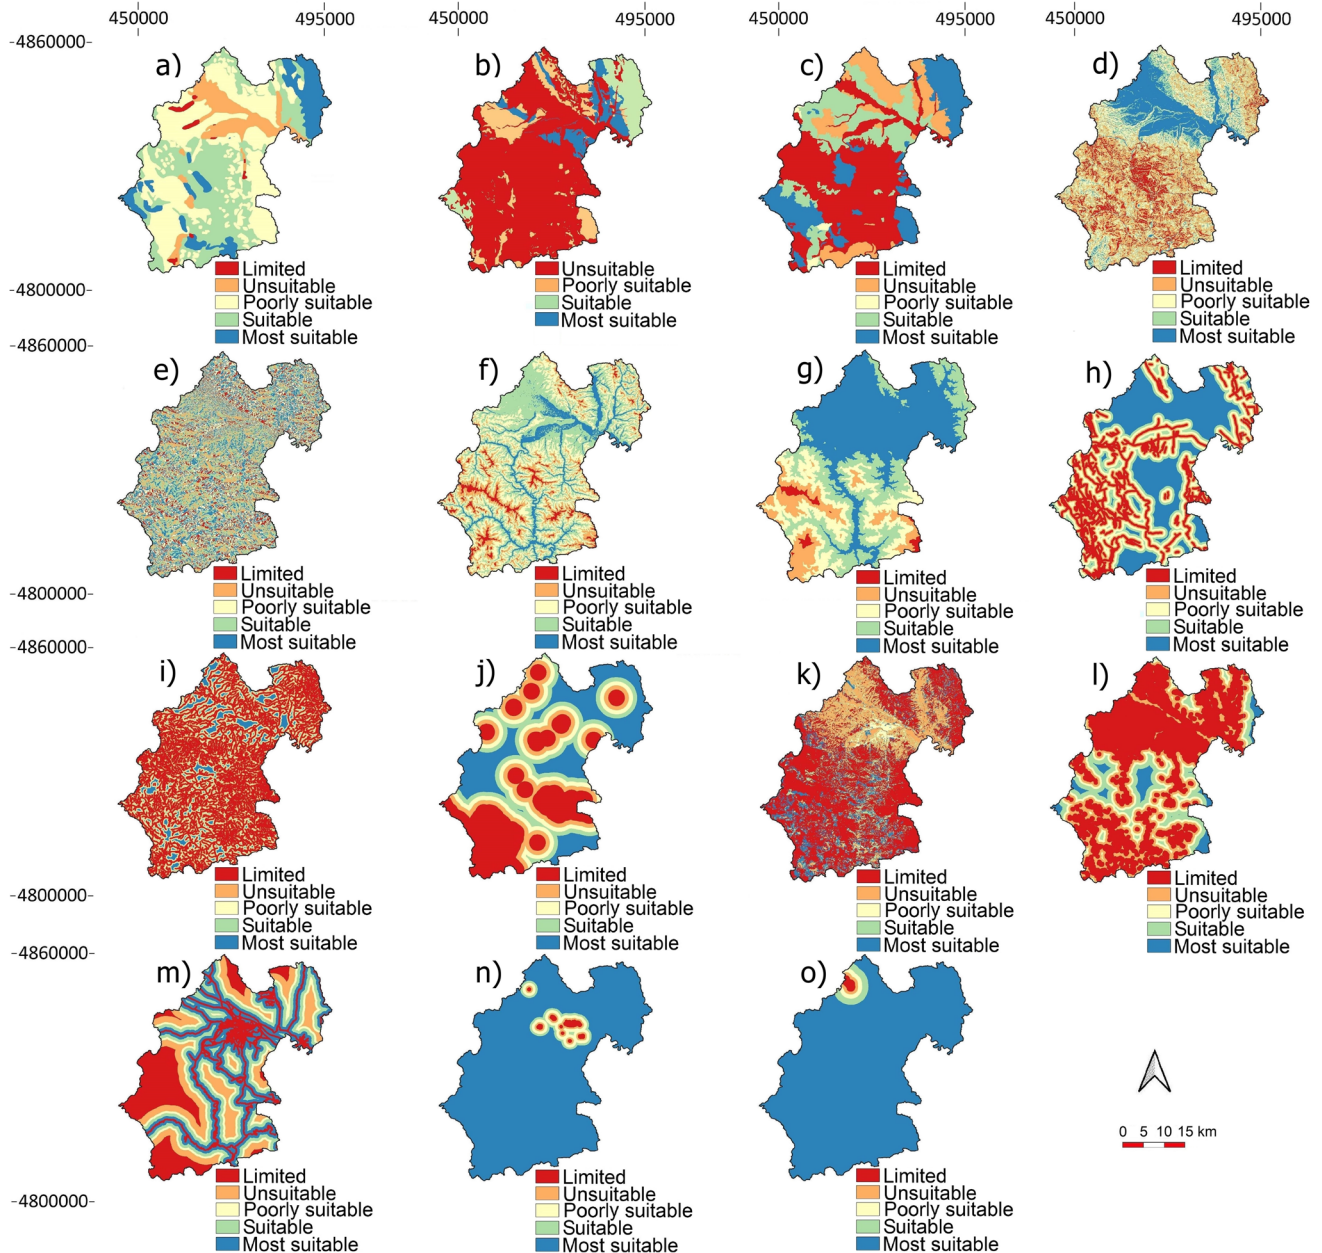 450000 495000 450000 495000 450000 495000 450000 495000
-4860000-
a) b) c) d)
Limited
Unsuitable
Poorly suitable
Suitable
Most suitable
Unsuitable
Poorly suitable
Suitable
Most suitable
Limited
Unsuitable
Poorly suitable
Suitable
Most suitable
Limited
Unsuitable
Poorly suitable
Suitable
Most suitable
-4800000-
-4860000-
e) f) g) h)
Limited
Unsuitable
Poorly suitable
Suitable
Most suitable
Limited
Unsuitable
Poorly suitable
Suitable
Most suitable
Limited
Unsuitable
Poorly suitable
Suitable
Most suitable
Limited
Unsuitable
Poorly suitable
Suitable
Most suitable
-4800000-
-4860000-
i) j) k) l)
Limited
Unsuitable
Poorly suitable
Suitable
Most suitable
Limited
Unsuitable
Poorly suitable
Suitable
Most suitable
Limited
Unsuitable
Poorly suitable
Suitable
Most suitable
Limited
Unsuitable
Poorly suitable
Suitable
Most suitable
-4800000-
-4860000-
m) n) o)
Limited
Unsuitable
Poorly suitable
Suitable
Most suitable
Limited
Unsuitable
Poorly suitable
Suitable
Most suitable
Limited
Unsuitable
Poorly suitable
Suitable
Most suitable
0 5 10 15 km
-4800000-